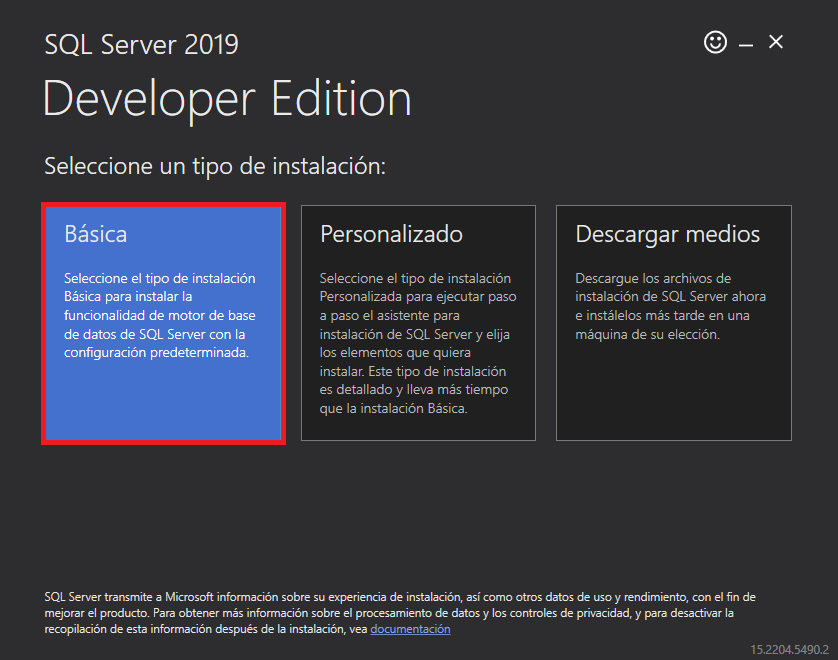 SQL Server 2019
Developer Edition
Seleccione un tipo de instalación:
Básica
Seleccione el tipo de instalación
Básica para instalar la
funcionalidad de motor de base
de datos de SQL Server con la
configuración predeterminada.
Personalizado
Seleccione el tipo de instalación
Personalizada para ejecutar paso
a paso el asistente para
instalación de SQL Server y elija
los elementos que quiera
instalar. Este tipo de instalación
es detallado y lleva más tiempo
que la instalación Básica.
Descargar medios
Descargue los archivos de
instalación de SQL Server ahora
e instálelos más tarde en una
máquina de su elección.
SQL Server transmite a Microsoft información sobre su experiencia de instalación, así como otros datos de uso y rendimiento, con el fin de
mejorar el producto. Para obtener más información sobre el procesamiento de datos y los controles de privacidad, y para desactivar la
recopilación de esta información después de la instalación, vea documentación
15.2204.5490.2